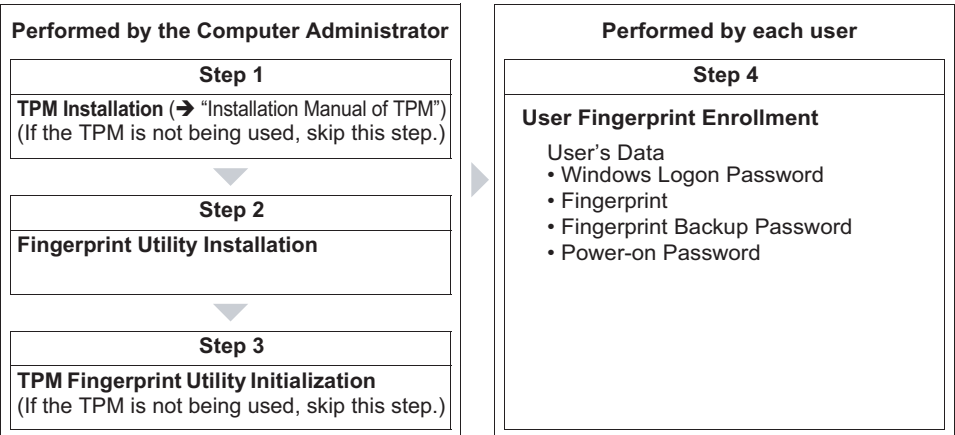 Performed by the Computer Administrator
Step 1
TPM Installation (➔ “Installation Manual of TPM”)
(If the TPM is not being used, skip this step.)
Step 2
Fingerprint Utility Installation
Step 3
TPM Fingerprint Utility Initialization
(If the TPM is not being used, skip this step.)
Performed by each user
Step 4
User Fingerprint Enrollment
User's Data
• Windows Logon Password
• Fingerprint
• Fingerprint Backup Password
• Power-on Password